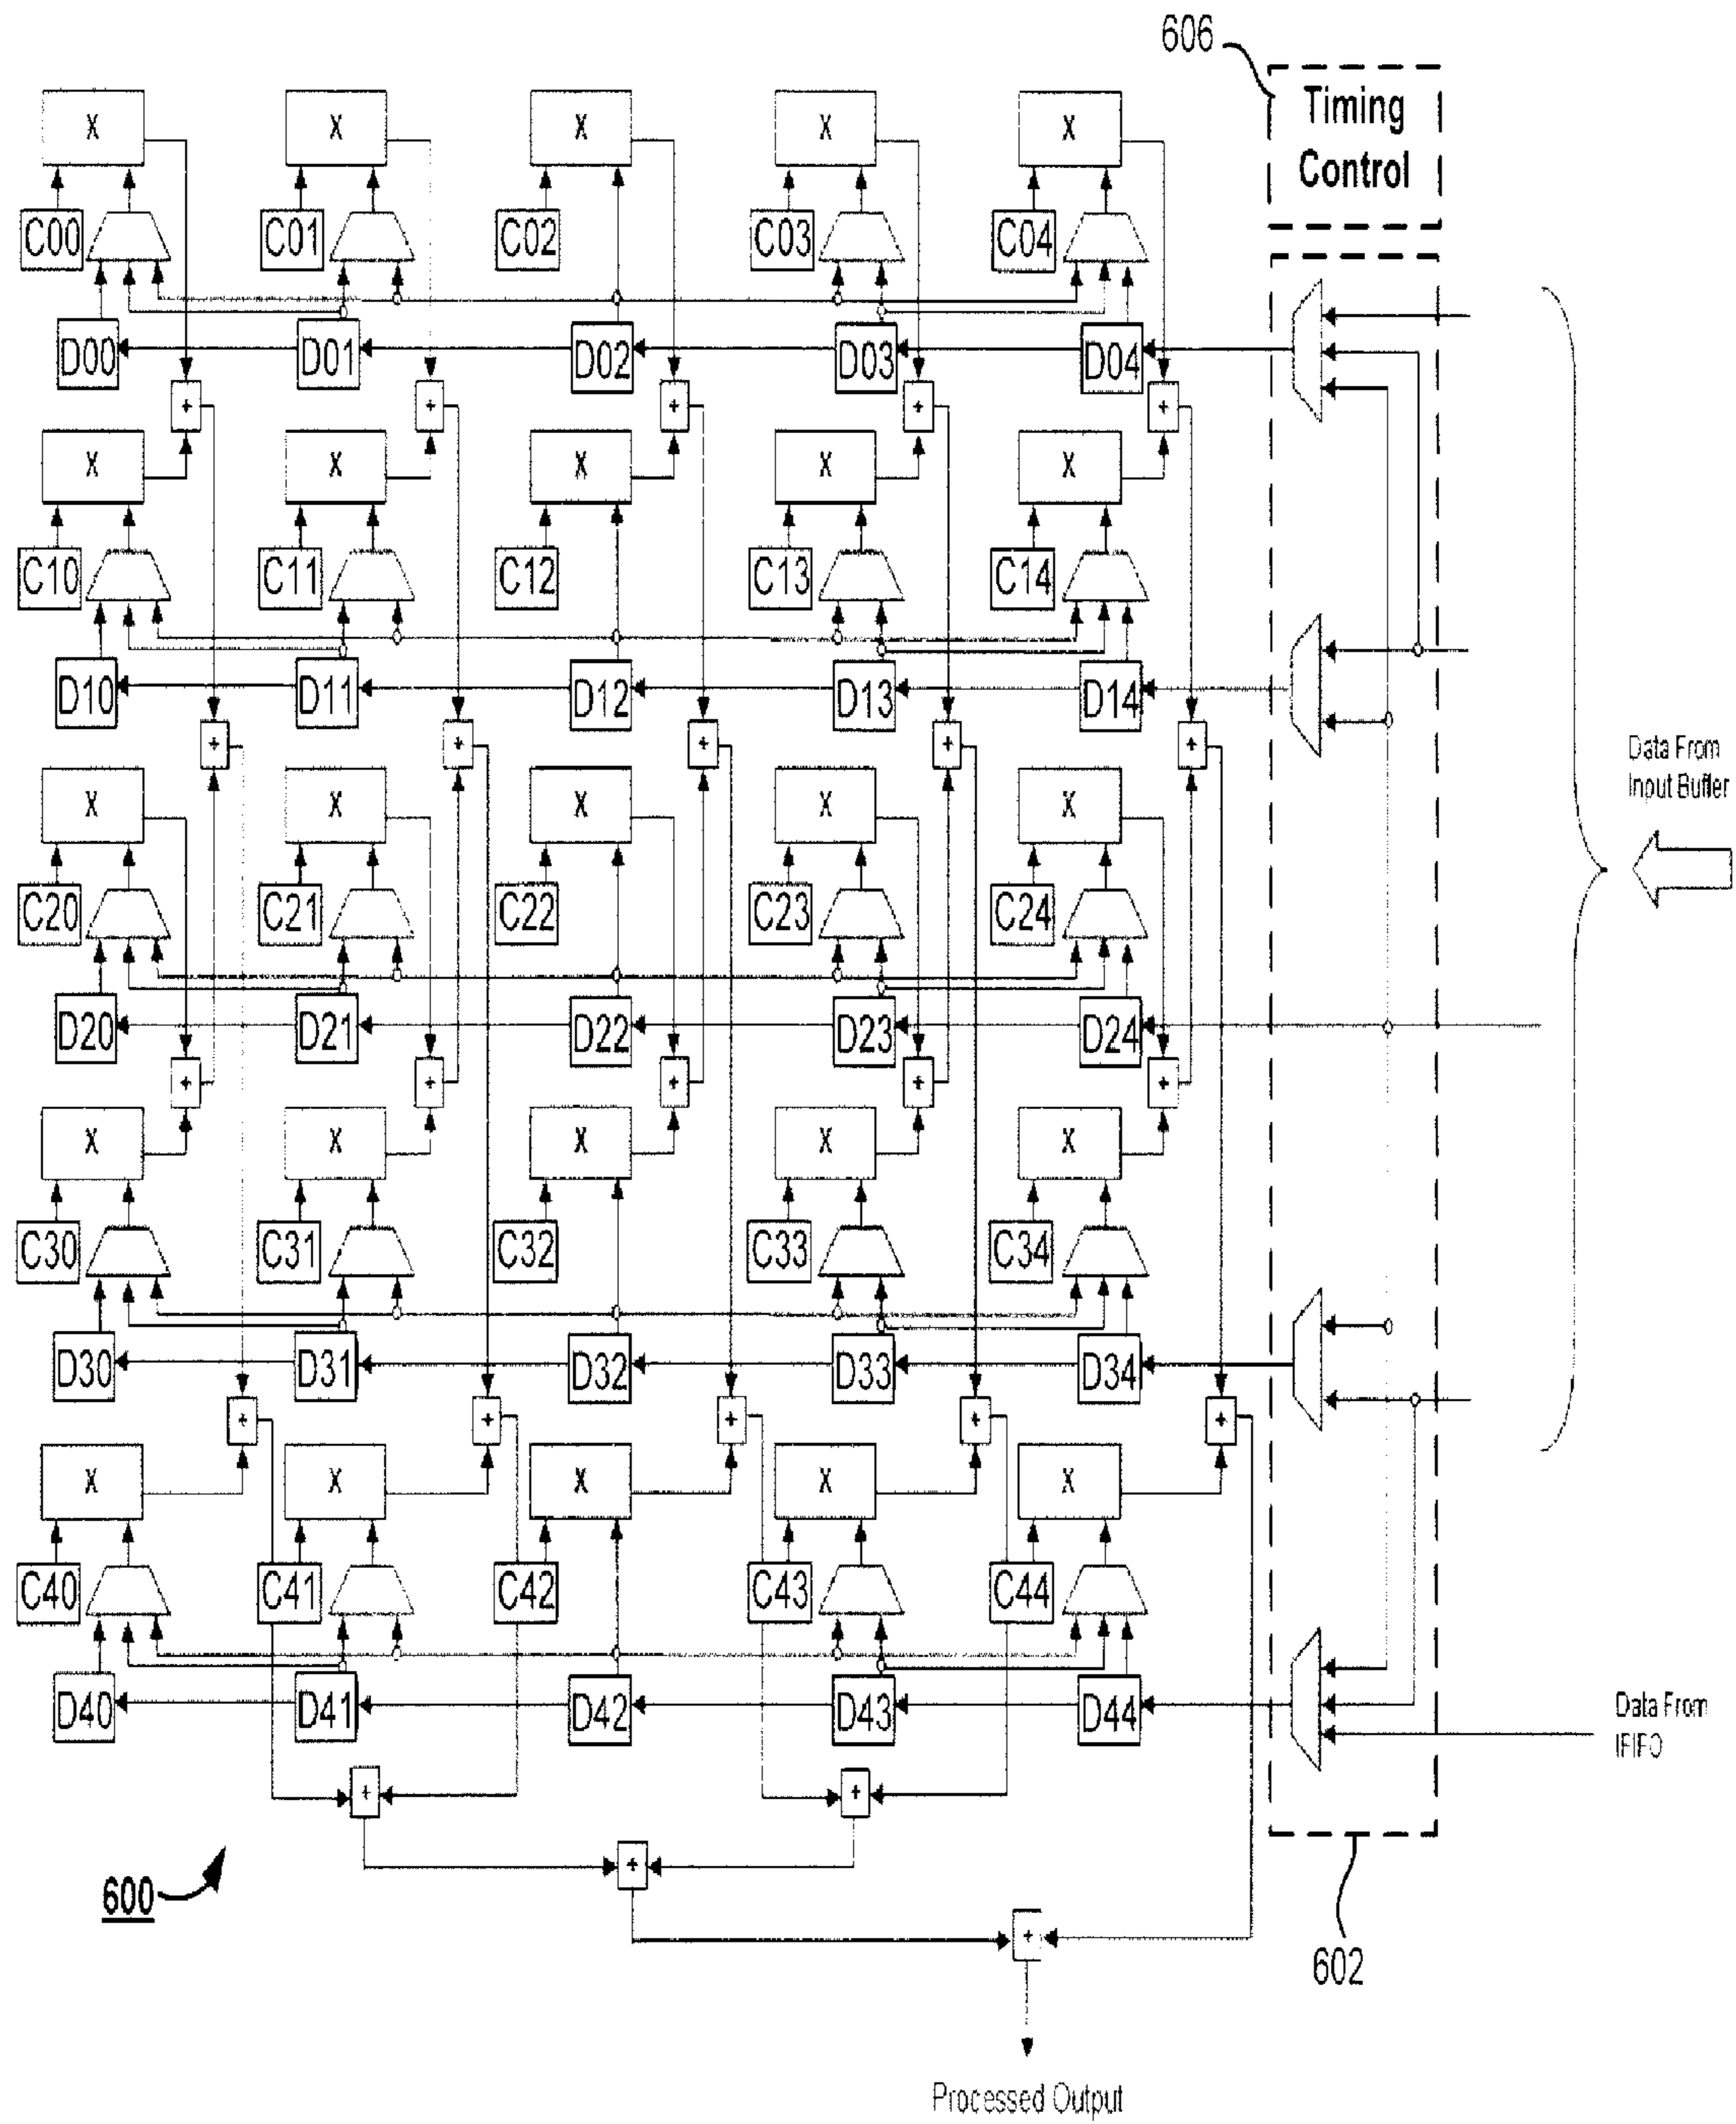 606
Timing
Control
X X X X X
C00 C01 C02 C03 C04
D00 D01 D02 D03 D04
+ + + + +
X X X X X
C10 C11 C12 C13 C14
D10 D11 D12 D13 D14
+ + + + +
Data From
Input Buffer
X X X X X
C20 C21 C22 C23 C24
D20 D21 D22 D23 D24
+ + + + +
X X X X X
C30 C31 C32 C33 C34
D30 D31 D32 D33 D34
+ + + + +
X X X X X
C40 C41 C42 C43 C44
D40 D41 D42 D43 D44
Data From
IFIFO
+ +
+
600
+
602
Processed Output